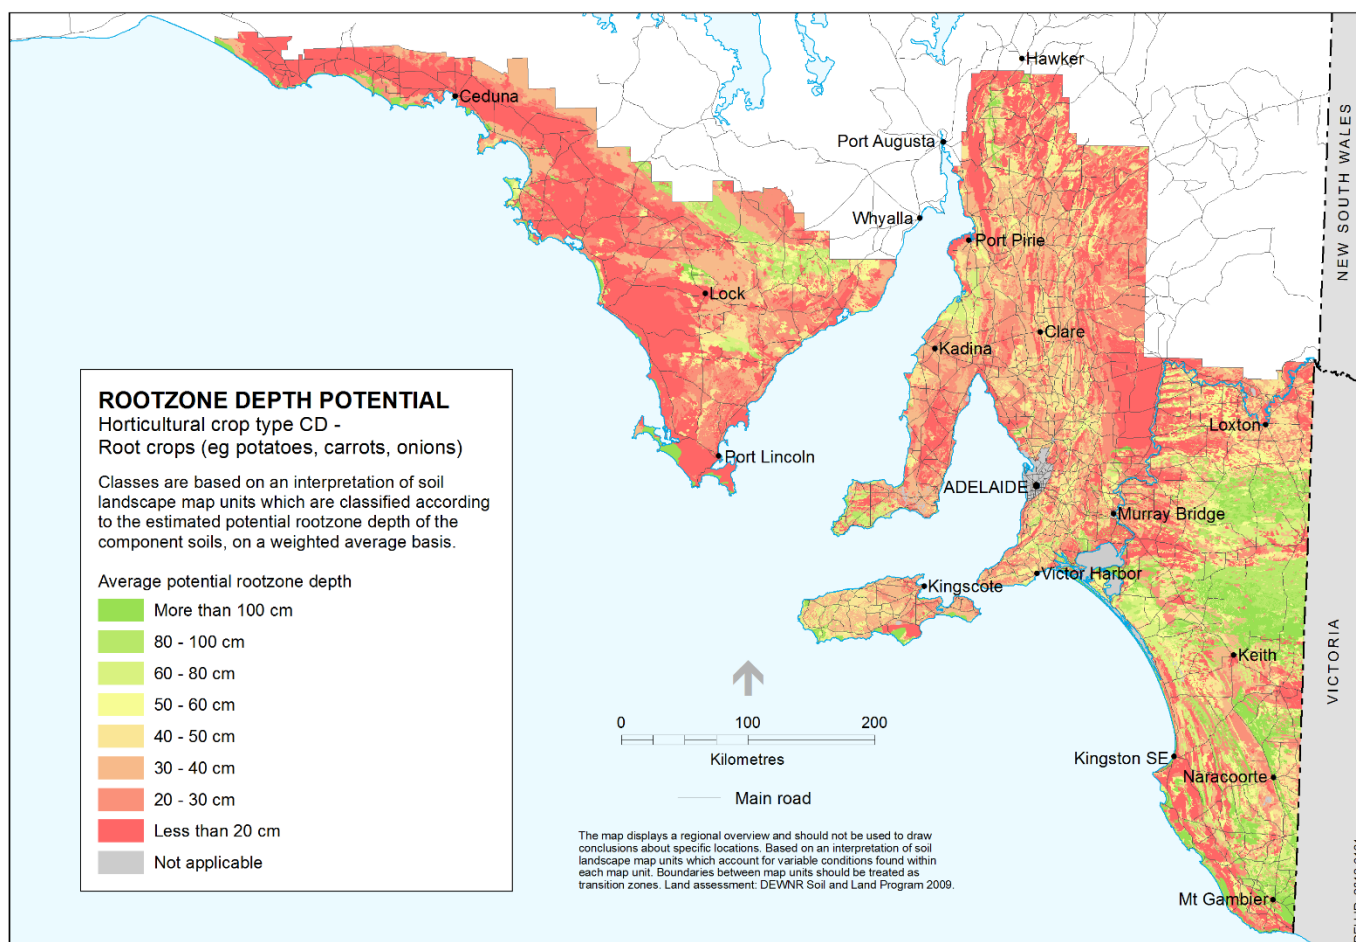 Hawker
Ceduna
Port Augusta
Whyalla
Port Pirie
Lock
Clare
Kadina
NEW SOUTH WALES
ROOTZONE DEPTH POTENTIAL
Horticultural crop type CD -
Root crops (eg potatoes, carrots, onions)
Classes are based on an interpretation of soil
landscape map units which are classified according
to the estimated potential rootzone depth of the
component soils, on a weighted average basis.
Average potential rootzone depth
More than 100 cm
80 - 100 cm
60 - 80 cm
50 - 60 cm
40 - 50 cm
30 - 40 cm
20 - 30 cm
Less than 20 cm
Not applicable
Loxton
Port Lincoln
ADELAIDE
Murray Bridge
Victor Harbor
Kingscote
Keith
VICTORIA
0 100 200
Kilometres
Main road
Kingston SE
Naracoorte
Mt Gambier
The map displays a regional overview and should not be used to draw
conclusions about specific locations. Based on an interpretation of soil
landscape map units which account for variable conditions found within
each map unit. Boundaries between map units should be treated as
transition zones. Land assessment: DEWNR Soil and Land Program 2009.